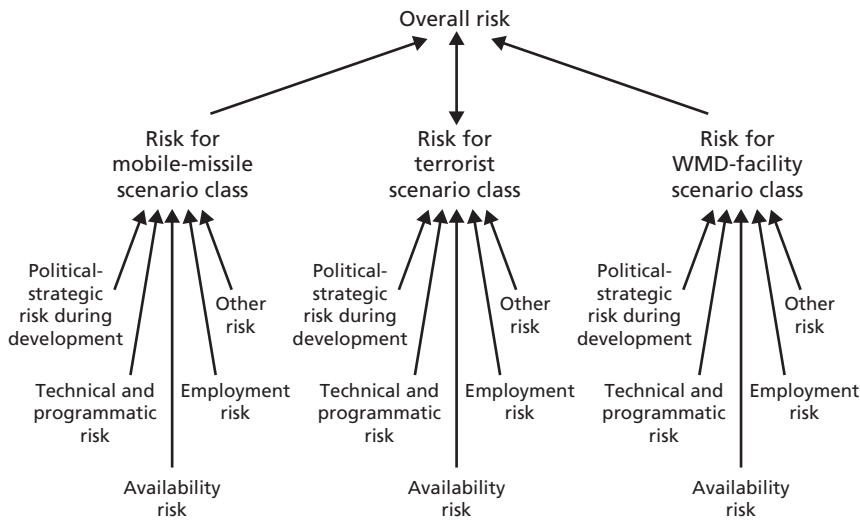 Overall risk
Risk for
mobile-missile
scenario class
Risk for
terrorist
scenario class
Risk for
WMD-facility
scenario class
Political-
strategic
risk during
development
Other
risk
Technical and
programmatic
risk
Employment
risk
Availability
risk
Political-
strategic
risk during
development
Other
risk
Technical and
programmatic
risk
Employment
risk
Availability
risk
Political-
strategic
risk during
development
Other
risk
Technical and
programmatic
risk
Employment
risk
Availability
risk